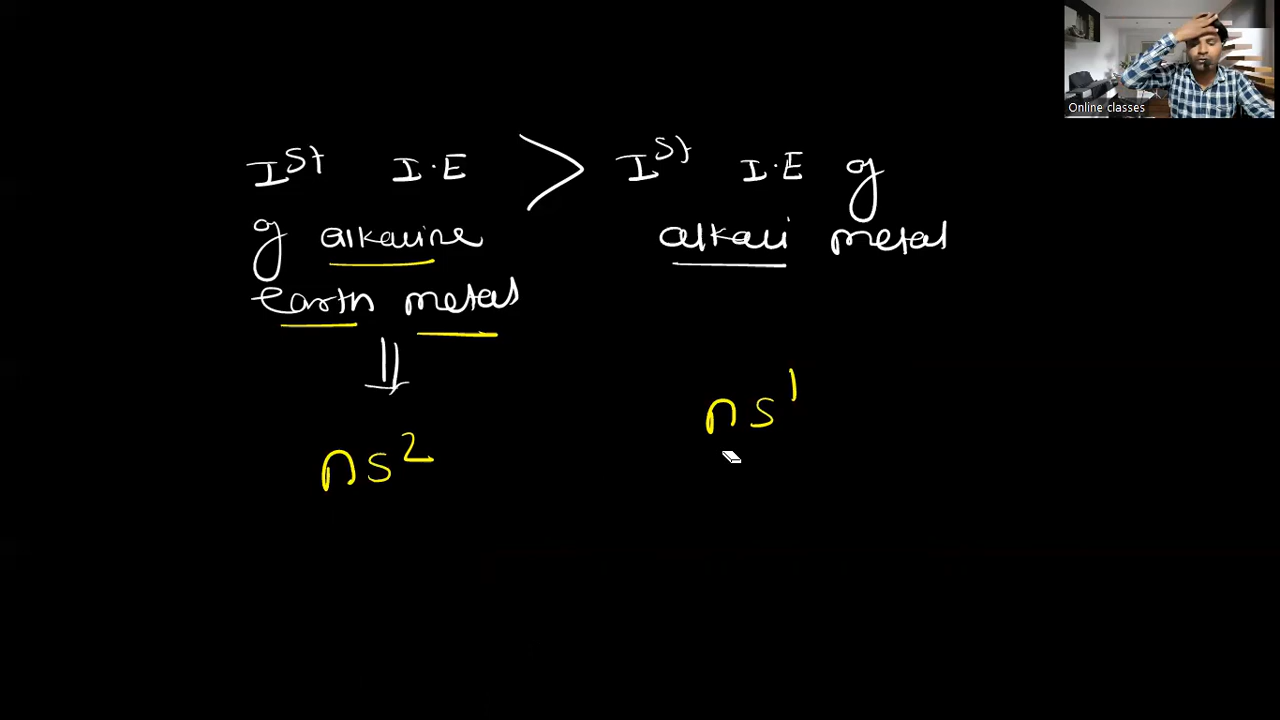 Online classes
Ist I.E > Ist I.E of
of alkaline alkali metal
earth metal
ns1
ns2